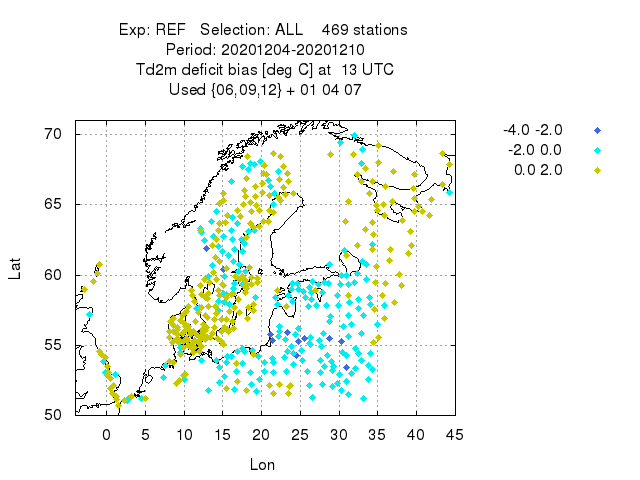 Exp: REF   Selection: ALL    469 stations
Period: 20201204-20201210
Td2m deficit bias [deg C] at  13 UTC
Used {06,09,12} + 01 04 07
-4.0 -2.0
-2.0 0.0
0.0 2.0
70
65
60
55
50
Lat
0 5 10 15 20 25 30 35 40 45
Lon